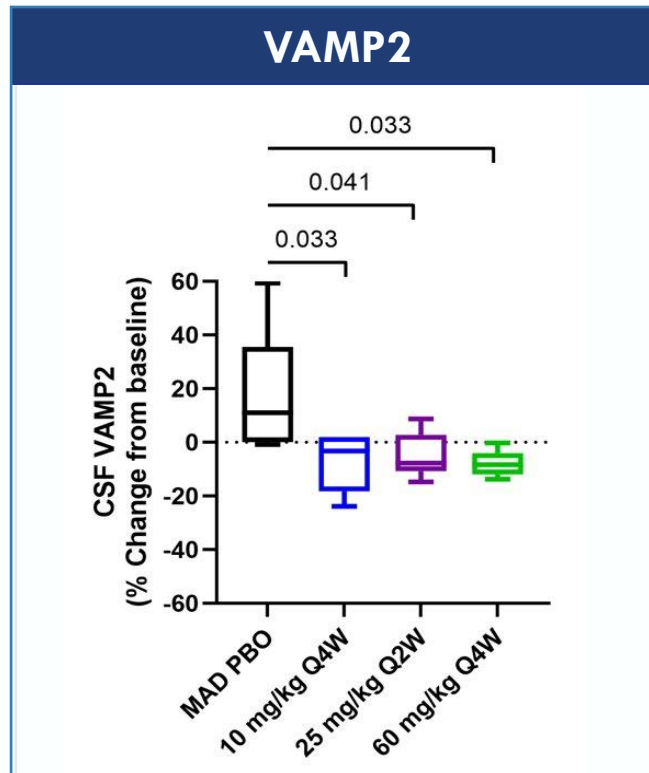 VAMP2
0.033
0.041
0.033
CSF VAMP2
(% Change from baseline)
60
40
20
0
-20
-40
-60
MAD PBO
10 mg/kg Q4W
25 mg/kg Q2W
60 mg/kg Q4W